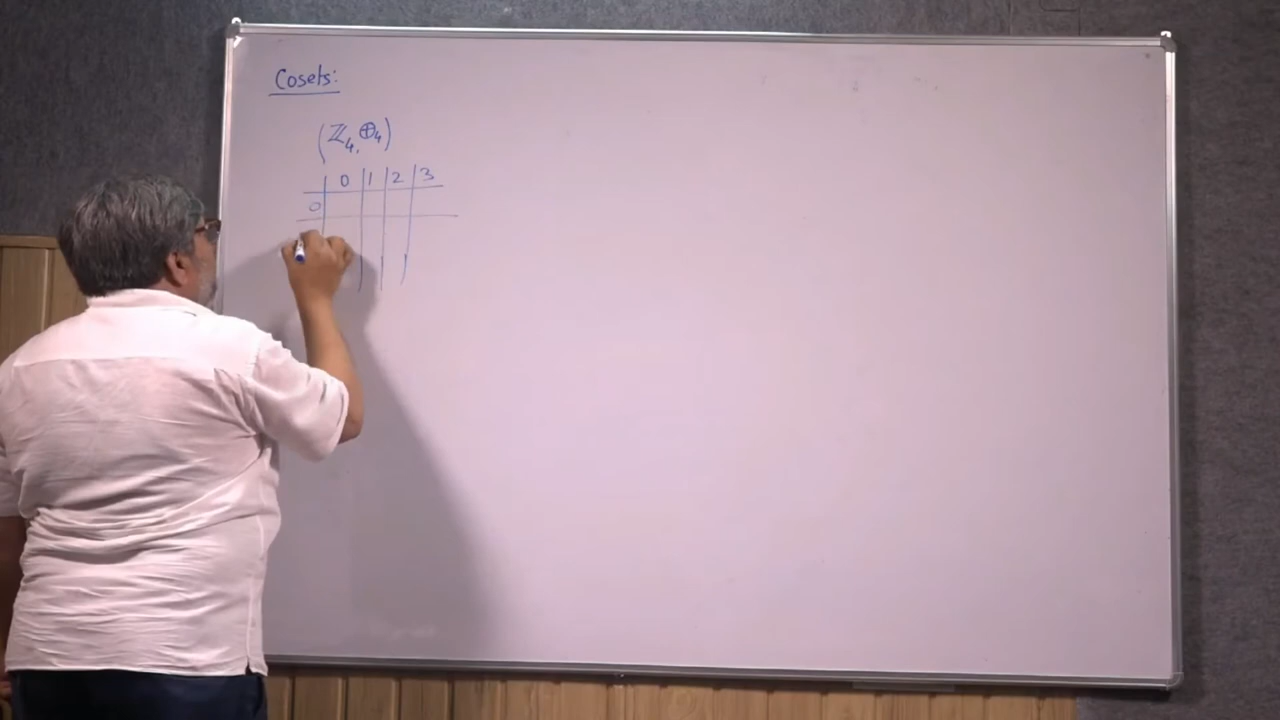 Cosets:
(ℤ₄, ⊕₄)
0 1 2 3
0